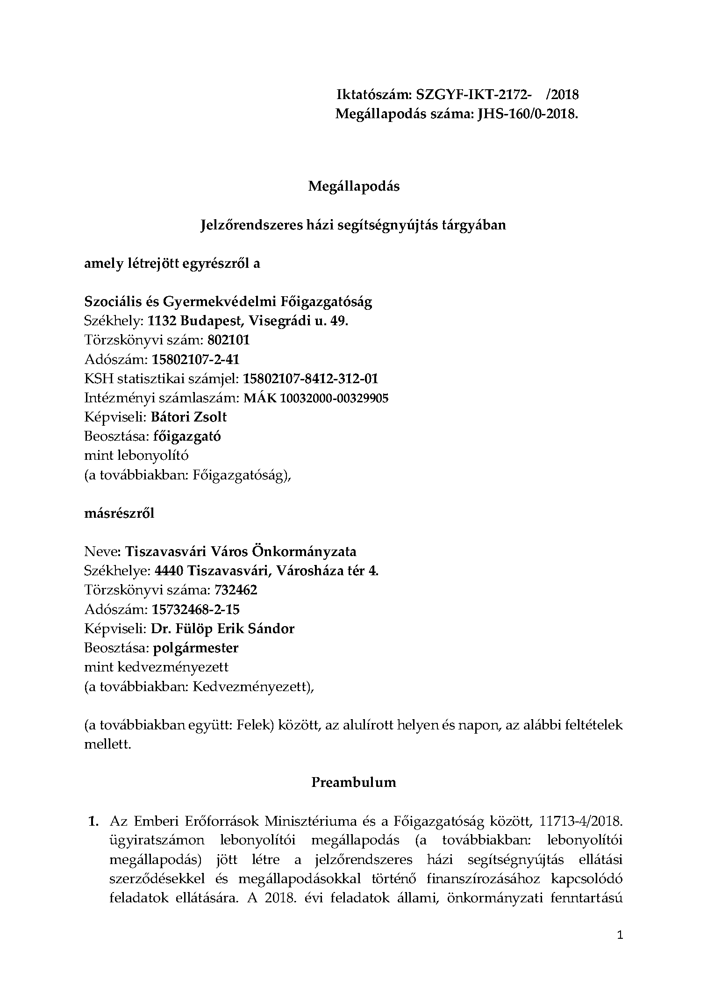 Iktatószám: SZGYF-IKT-2172- /2018
Megállapodás száma: JHS-160/0-2018.
Megállapodás
Jelzőrendszeres házi segítségnyújtás tárgyában
amely létrejött egyrészről a
Szociális és Gyermekvédelmi Főigazgatóság
Székhely: 1132 Budapest, Visegrádi u. 49.
Törzskönyvi szám: 802101
Adószám: 15802107-2-41
KSH statisztikai számjel: 15802107-8412-312-01
Intézményi számlaszám: MÁK 10032000-00329905
Képviseli: Bátori Zsolt
Beosztása: főigazgató
mint lebonyolító
(a továbbiakban: Főigazgatóság),
másrészről
Neve: Tiszavasvári Város Önkormányzata
Székhelye: 4440 Tiszavasvári, Városháza tér 4.
Törzskönyvi száma: 732462
Adószám: 15732468-2-15
Képviseli: Dr. Fülöp Erik Sándor
Beosztása: polgármester
mint kedvezményezett
(a továbbiakban: Kedvezményezett),
(a továbbiakban együtt: Felek) között, az alulírott helyen és napon, az alábbi feltételek
mellett.
Preambulum
1. Az Emberi Erőforrások Minisztériuma és a Főigazgatóság között, 11713-4/2018.
ügyiratszámon lebonyolítói megállapodás (a továbbiakban: lebonyolítói
megállapodás) jött létre a jelzőrendszeres házi segítségnyújtás ellátási
szerződésekkel és megállapodásokkal történő finanszírozásához kapcsolódó
feladatok ellátására. A 2018. évi feladatok állami, önkormányzati fenntartású
1